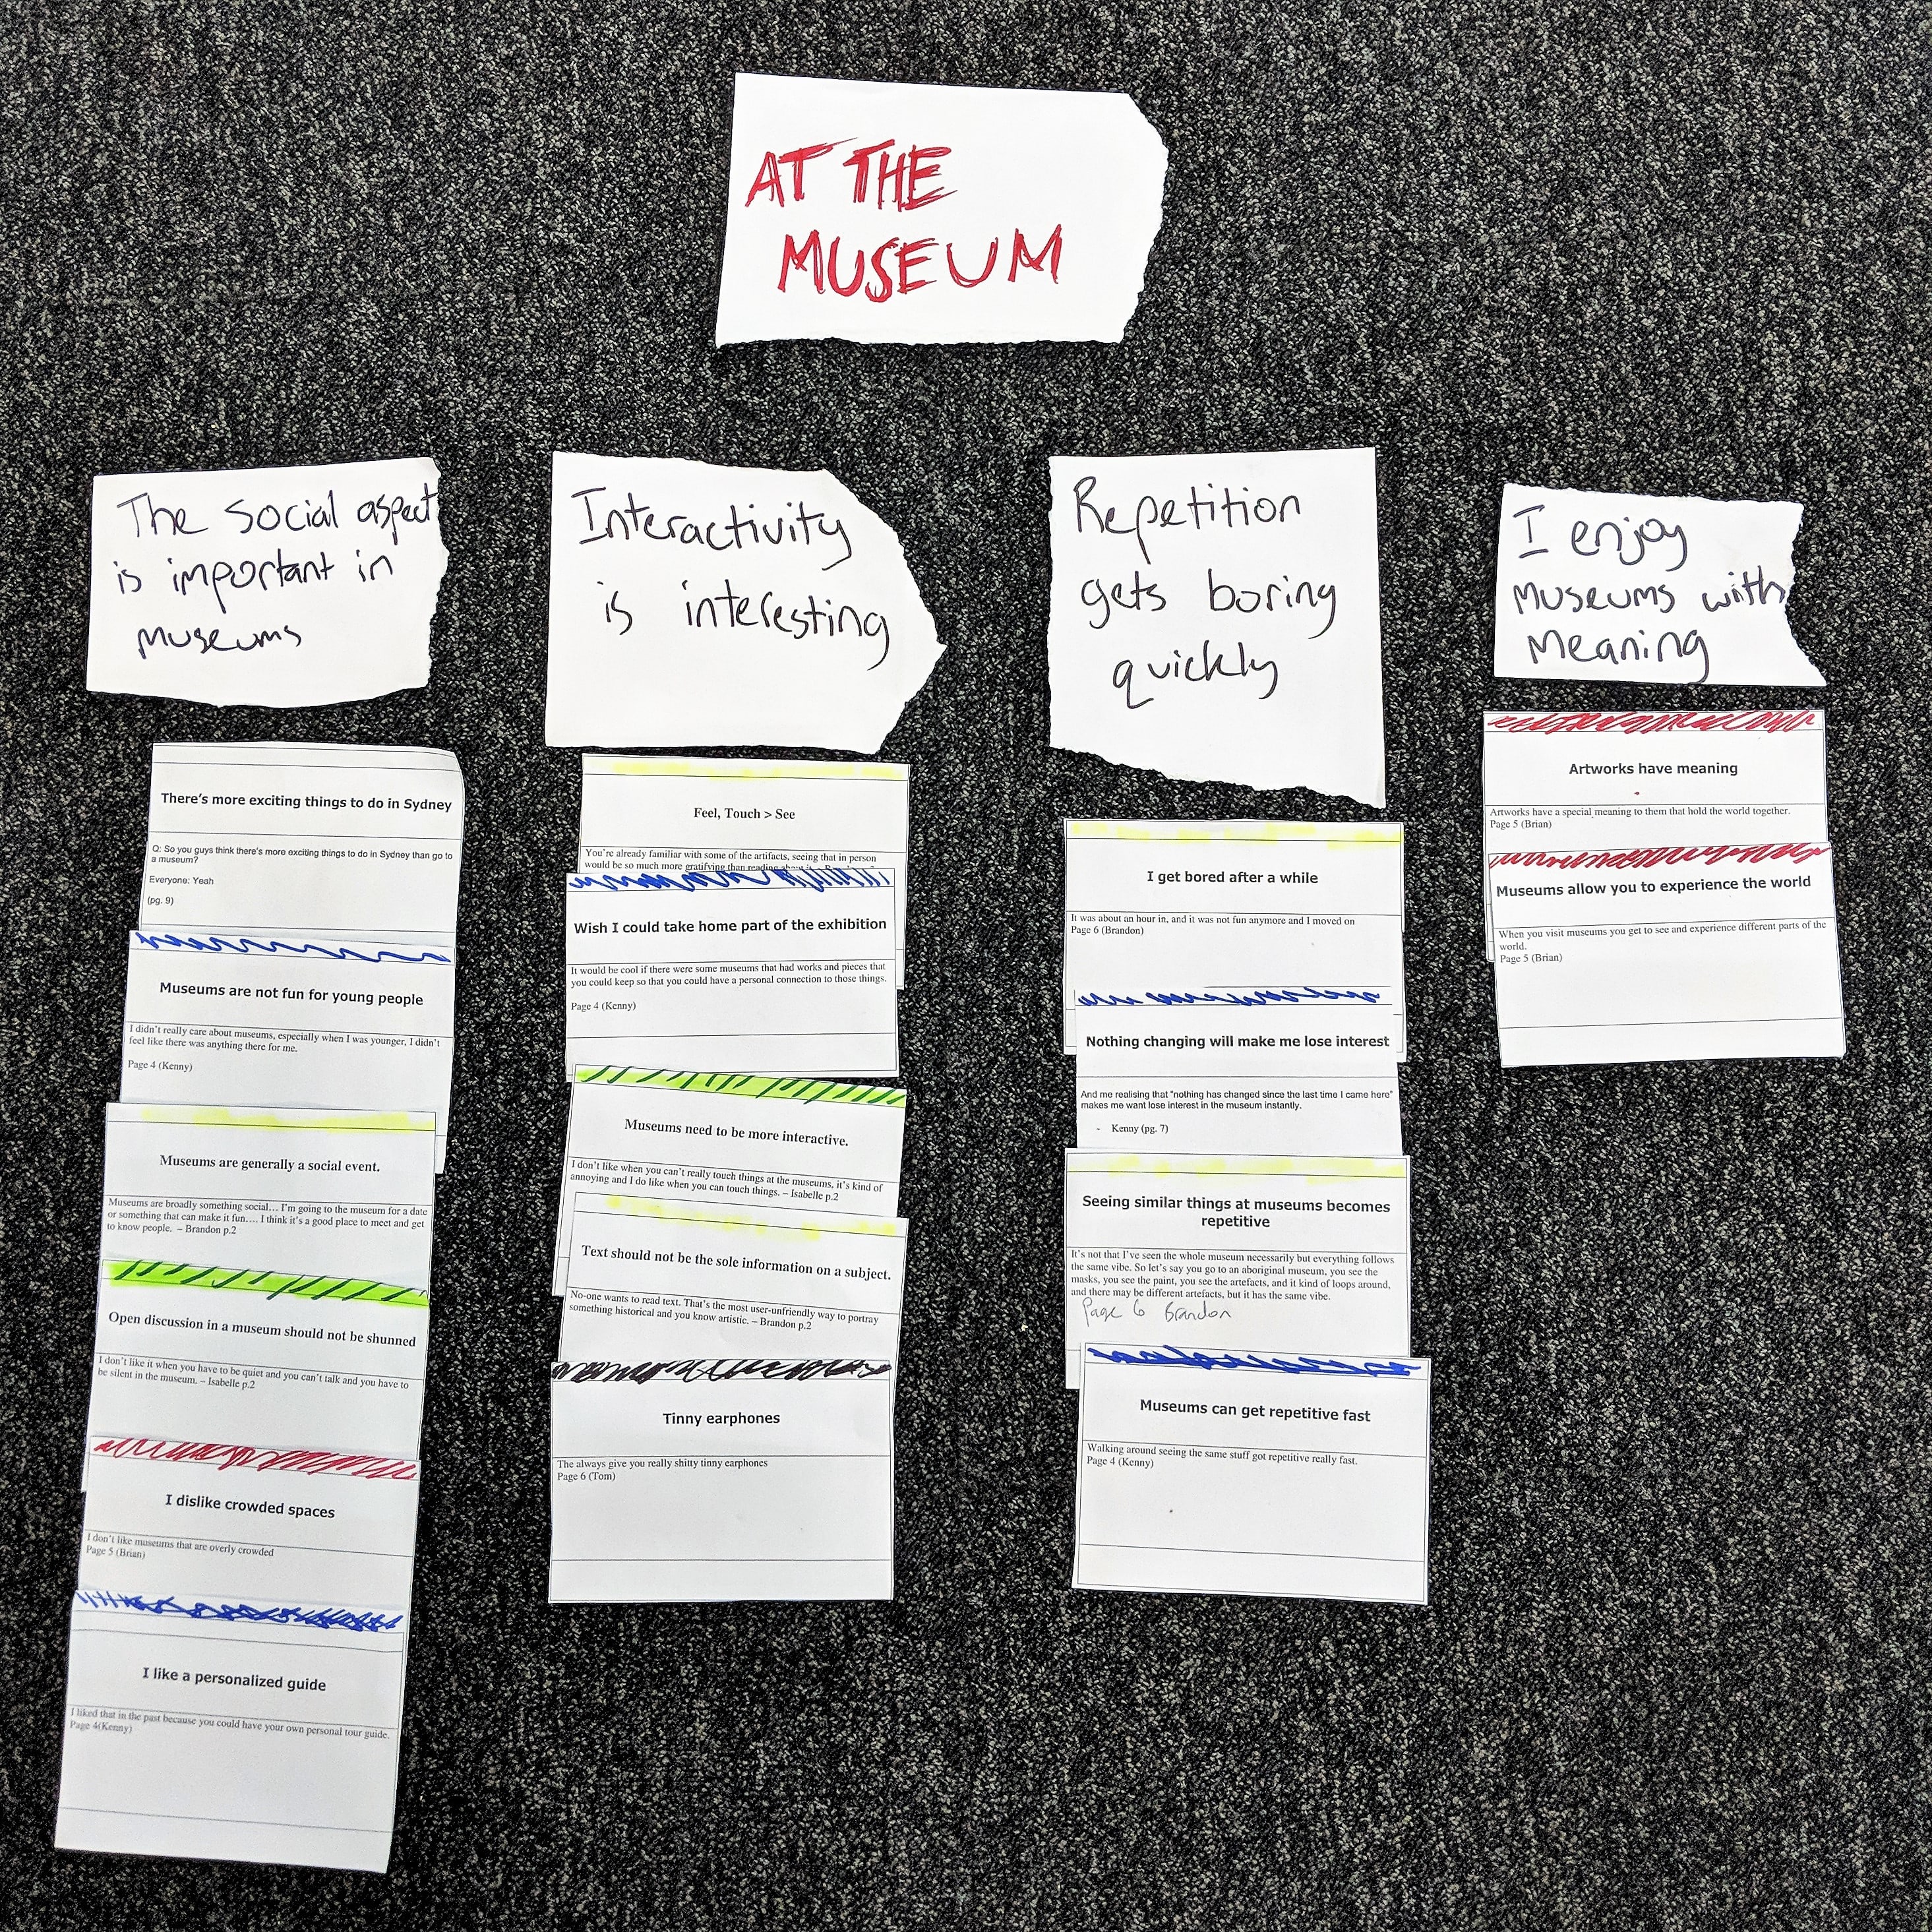 AT THE
MUSEUM
The social aspect
is important in
museums
There's more exciting things to do in Sydney
Q: So you guys think there's more exciting things to do in Sydney than go to
a museum?
Everyone: Yeah
(pg. 9)
Museums are not fun for young people
I didn't really care about museums, especially when I was younger, I didn't
feel like there was anything there for me.
Page 4 (Kenny)
Museums are generally a social event.
Museums are broadly something social… I'm going to the museum for a date
or something that can make it fun…. I think it's a good place to meet and get
to know people. – Brandon p.2
Open discussion in a museum should not be shunned
I don't like it when you have to be quiet and you can't talk and you have to
be silent in the museum. – Isabelle p.2
I dislike crowded spaces
I don't like museums that are overly crowded
Page 5 (Brian)
I like a personalized guide
I liked that in the past because you could have your own personal tour guide.
Page 4(Kenny)
Interactivity
is interesting
Feel, Touch > See
You're already familiar with some of the artifacts, seeing that in person
would be so much more gratifying than reading about it
Wish I could take home part of the exhibition
It would be cool if there were some museums that had works and pieces that
you could keep so that you could have a personal connection to those things.
Page 4 (Kenny)
Museums need to be more interactive.
I don't like when you can't really touch things at the museums, it's kind of
annoying and I do like when you can touch things. – Isabelle p.2
Text should not be the sole information on a subject.
No-one wants to read text. That's the most user-unfriendly way to portray
something historical and you know artistic. – Brandon p.2
Tinny earphones
The always give you really shitty tinny earphones
Page 6 (Tom)
Repetition
gets boring
quickly
I get bored after a while
It was about an hour in, and it was not fun anymore and I moved on
Page 6 (Brandon)
Nothing changing will make me lose interest
And me realising that "nothing has changed since the last time I came here"
makes me want lose interest in the museum instantly.
- Kenny (pg. 7)
Seeing similar things at museums becomes
repetitive
It's not that I've seen the whole museum necessarily but everything follows
the same vibe. So let's say you go to an aboriginal museum, you see the
masks, you see the paint, you see the artefacts, and it kind of loops around,
and there may be different artefacts, but it has the same vibe.
Page 6 Brandon
Museums can get repetitive fast
Walking around seeing the same stuff got repetitive really fast.
Page 4 (Kenny)
I enjoy
museums with
meaning
Artworks have meaning
Artworks have a special meaning to them that hold the world together.
Page 5 (Brian)
Museums allow you to experience the world
When you visit museums you get to see and experience different parts of the
world.
Page 5 (Brian)